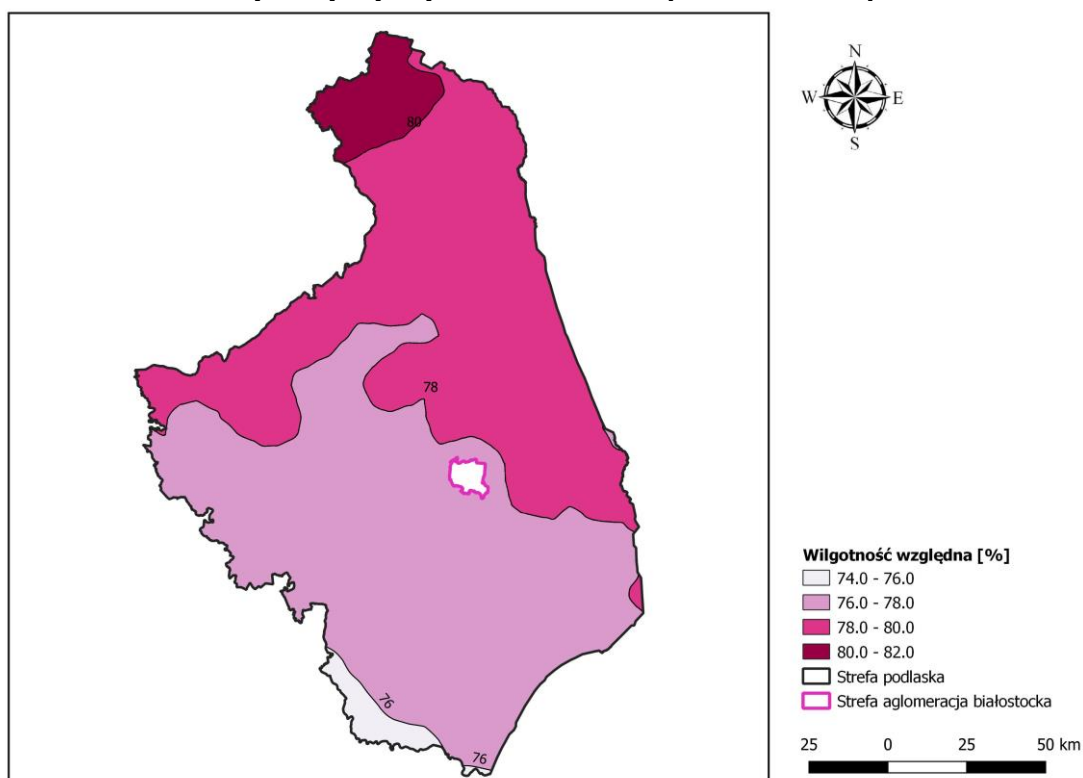 N
W E
S
80
78
76
76
Wilgotność względna [%]
74.0 - 76.0
76.0 - 78.0
78.0 - 80.0
80.0 - 82.0
Strefa podlaska
Strefa aglomeracja białostocka
25 0 25 50 km